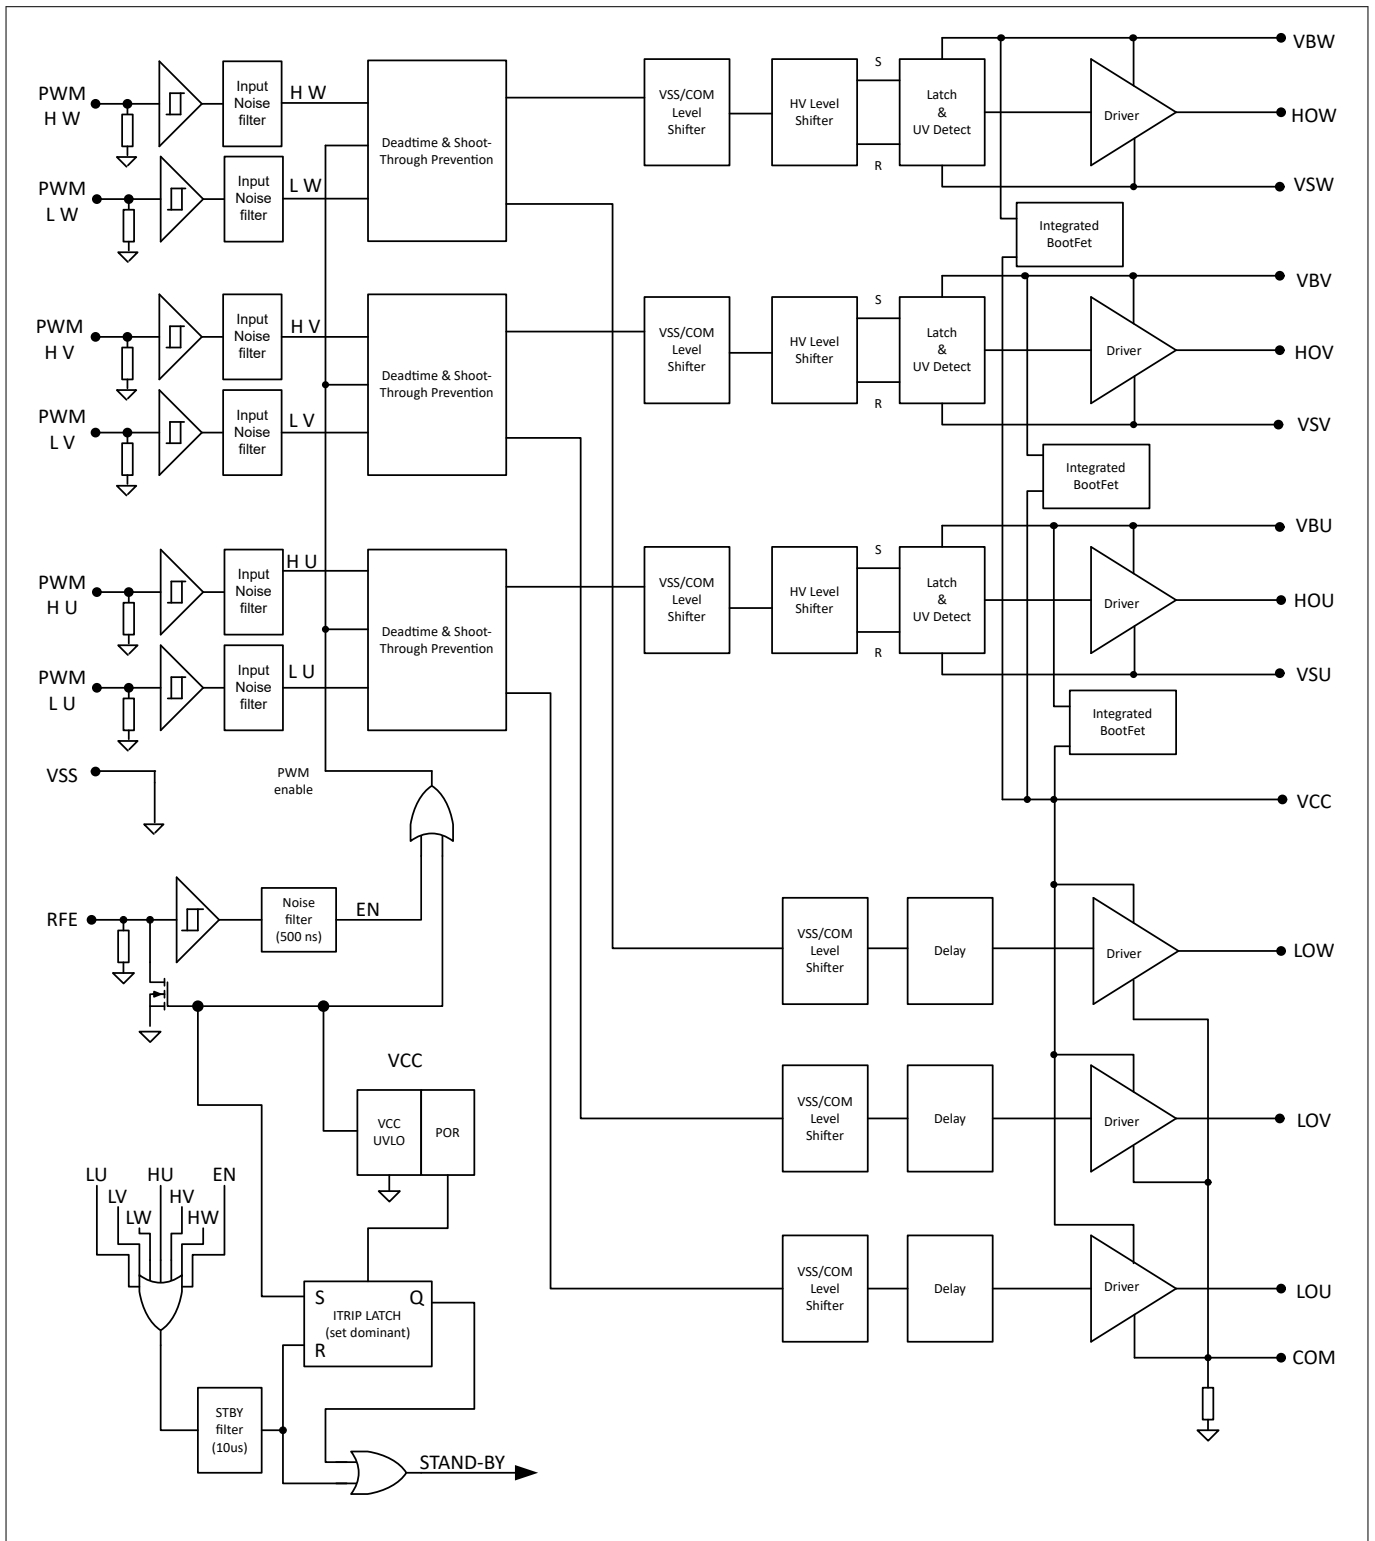 VBW
PWM
H W
Input
Noise
filter
H W
Deadtime & Shoot-
Through Prevention
VSS/COM
Level
Shifter
HV Level
Shifter
S
R
Latch
&
UV Detect
Driver
HOW
PWM
L W
Input
Noise
filter
L W
VSW
Integrated
BootFet
VBV
PWM
H V
Input
Noise
filter
H V
Deadtime & Shoot-
Through Prevention
VSS/COM
Level
Shifter
HV Level
Shifter
S
R
Latch
&
UV Detect
Driver
HOV
PWM
L V
Input
Noise
filter
L V
VSV
Integrated
BootFet
VBU
PWM
H U
Input
Noise
filter
H U
Deadtime & Shoot-
Through Prevention
VSS/COM
Level
Shifter
HV Level
Shifter
S
R
Latch
&
UV Detect
Driver
HOU
PWM
L U
Input
Noise
filter
L U
VSU
Integrated
BootFet
VSS
PWM
enable
VCC
RFE
Noise
filter
(500 ns)
EN
VSS/COM
Level
Shifter
Delay
Driver
LOW
VCC
VCC
UVLO
POR
VSS/COM
Level
Shifter
Delay
Driver
LOV
LU
LV
LW
HU
HV
HW
EN
S
Q
ITRIP LATCH
(set dominant)
R
VSS/COM
Level
Shifter
Delay
Driver
LOU
COM
STBY
filter
(10us)
STAND-BY